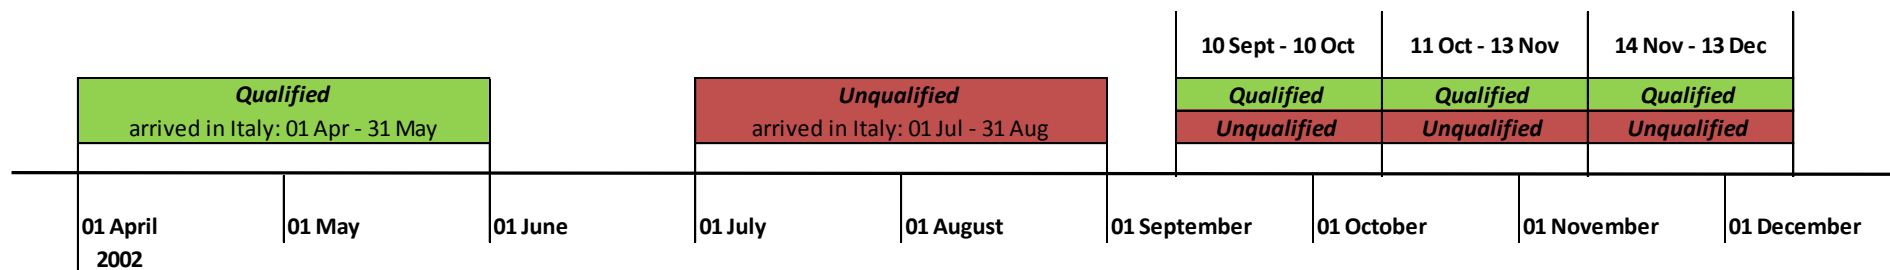 10 Sept - 10 Oct 11 Oct - 13 Nov 14 Nov - 13 Dec
Qualified Unqualified Qualified Qualified Qualified
arrived in Italy: 01 Apr - 31 May arrived in Italy: 01 Jul - 31 Aug Unqualified Unqualified Unqualified
01 April 01 May 01 June 01 July 01 August 01 September 01 October 01 November 01 December
2002